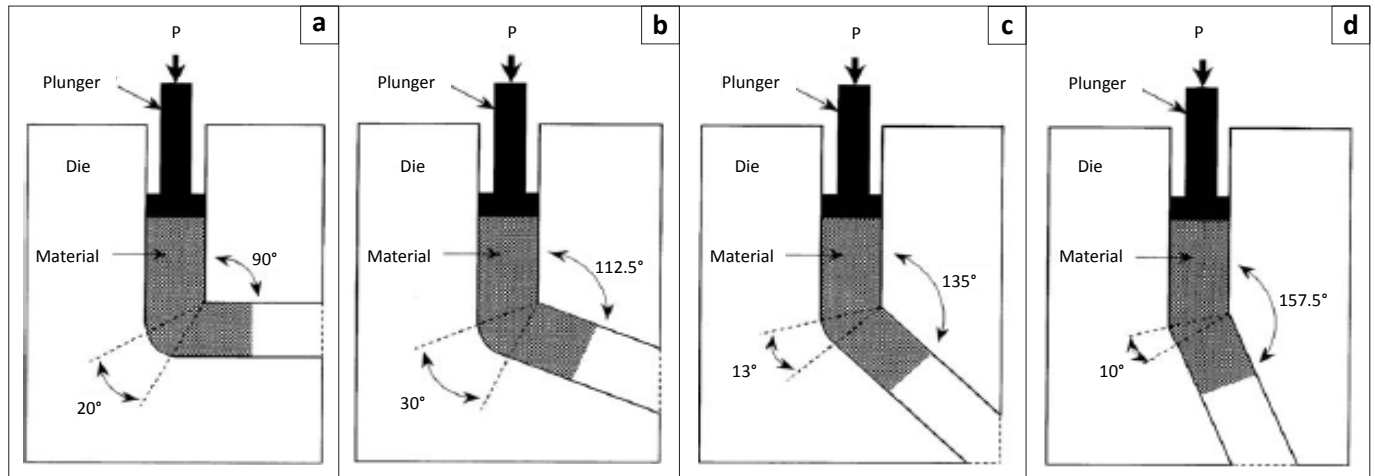 a
P
Plunger
Die
Material
90°
20°
b
P
Plunger
Die
Material
112.5°
30°
c
P
Plunger
Die
Material
135°
13°
d
P
Plunger
Die
Material
157.5°
10°